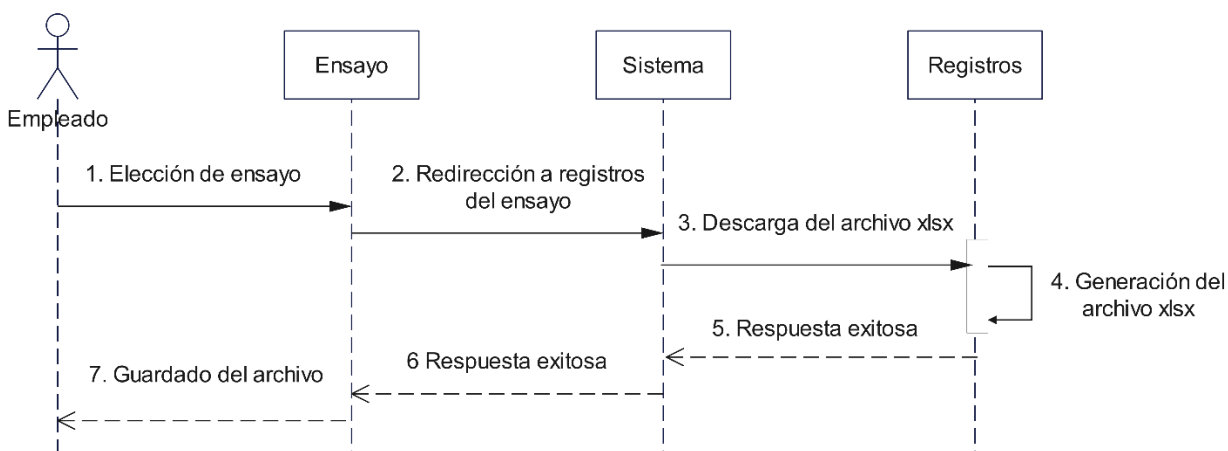 Empleado
Ensayo
Sistema
Registros
1. Elección de ensayo
2. Redirección a registros
del ensayo
3. Descarga del archivo xlsx
4. Generación del
archivo xlsx
5. Respuesta exitosa
6 Respuesta exitosa
7. Guardado del archivo